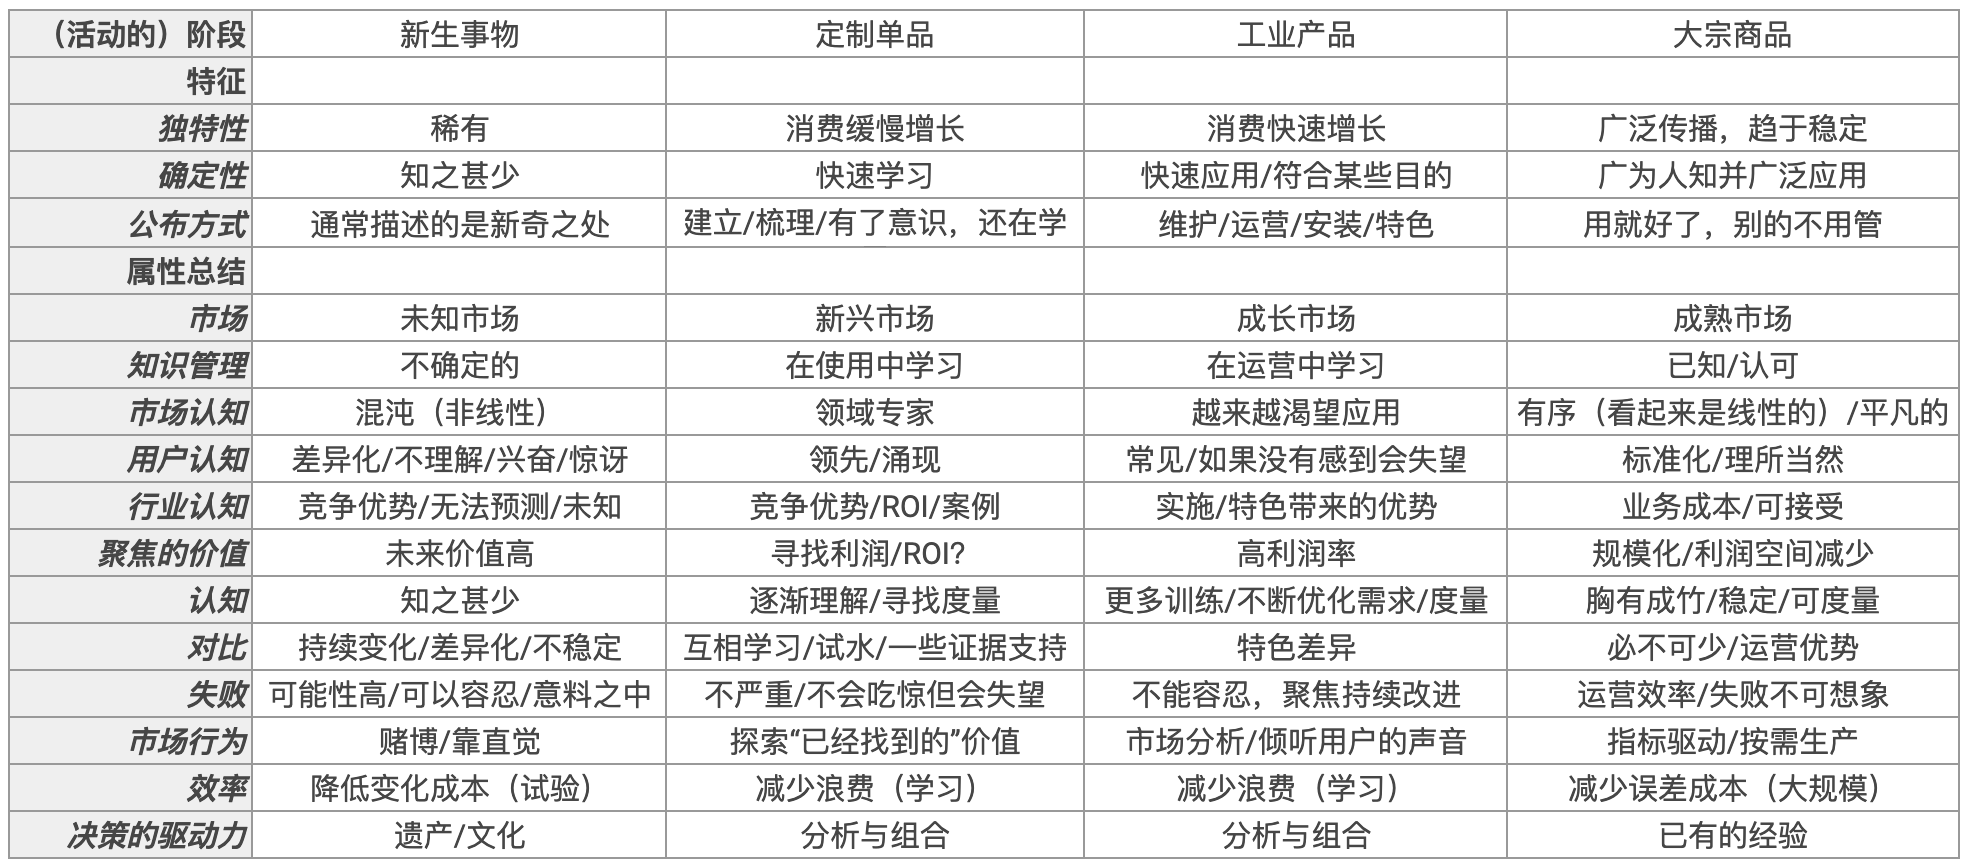 （活动的）阶段 新生事物 定制单品 工业产品 大宗商品
特征
独特性 稀有 消费缓慢增长 消费快速增长 广泛传播，趋于稳定
确定性 知之甚少 快速学习 快速应用/符合某些目的 广为人知并广泛应用
公布方式 通常描述的是新奇之处 建立/梳理/有了意识，还在学 维护/运营/安装/特色 用就好了，别的不用管
属性总结
市场 未知市场 新兴市场 成长市场 成熟市场
知识管理 不确定的 在使用中学习 在运营中学习 已知/认可
市场认知 混沌（非线性） 领域专家 越来越渴望应用 有序（看起来是线性的）/平凡的
用户认知 差异化/不理解/兴奋/惊讶 领先/涌现 常见/如果没有感到会失望 标准化/理所当然
行业认知 竞争优势/无法预测/未知 竞争优势/ROI/案例 实施/特色带来的优势 业务成本/可接受
聚焦的价值 未来价值高 寻找利润/ROI? 高利润率 规模化/利润空间减少
认知 知之甚少 逐渐理解/寻找度量 更多训练/不断优化需求/度量 胸有成竹/稳定/可度量
对比 持续变化/差异化/不稳定 互相学习/试水/一些证据支持 特色差异 必不可少/运营优势
失败 可能性高/可以容忍/意料之中 不严重/不会吃惊但会失望 不能容忍，聚焦持续改进 运营效率/失败不可想象
市场行为 赌博/靠直觉 探索“已经找到的”价值 市场分析/倾听用户的声音 指标驱动/按需生产
效率 降低变化成本（试验） 减少浪费（学习） 减少浪费（学习） 减少误差成本（大规模）
决策的驱动力 遗产/文化 分析与组合 分析与组合 已有的经验